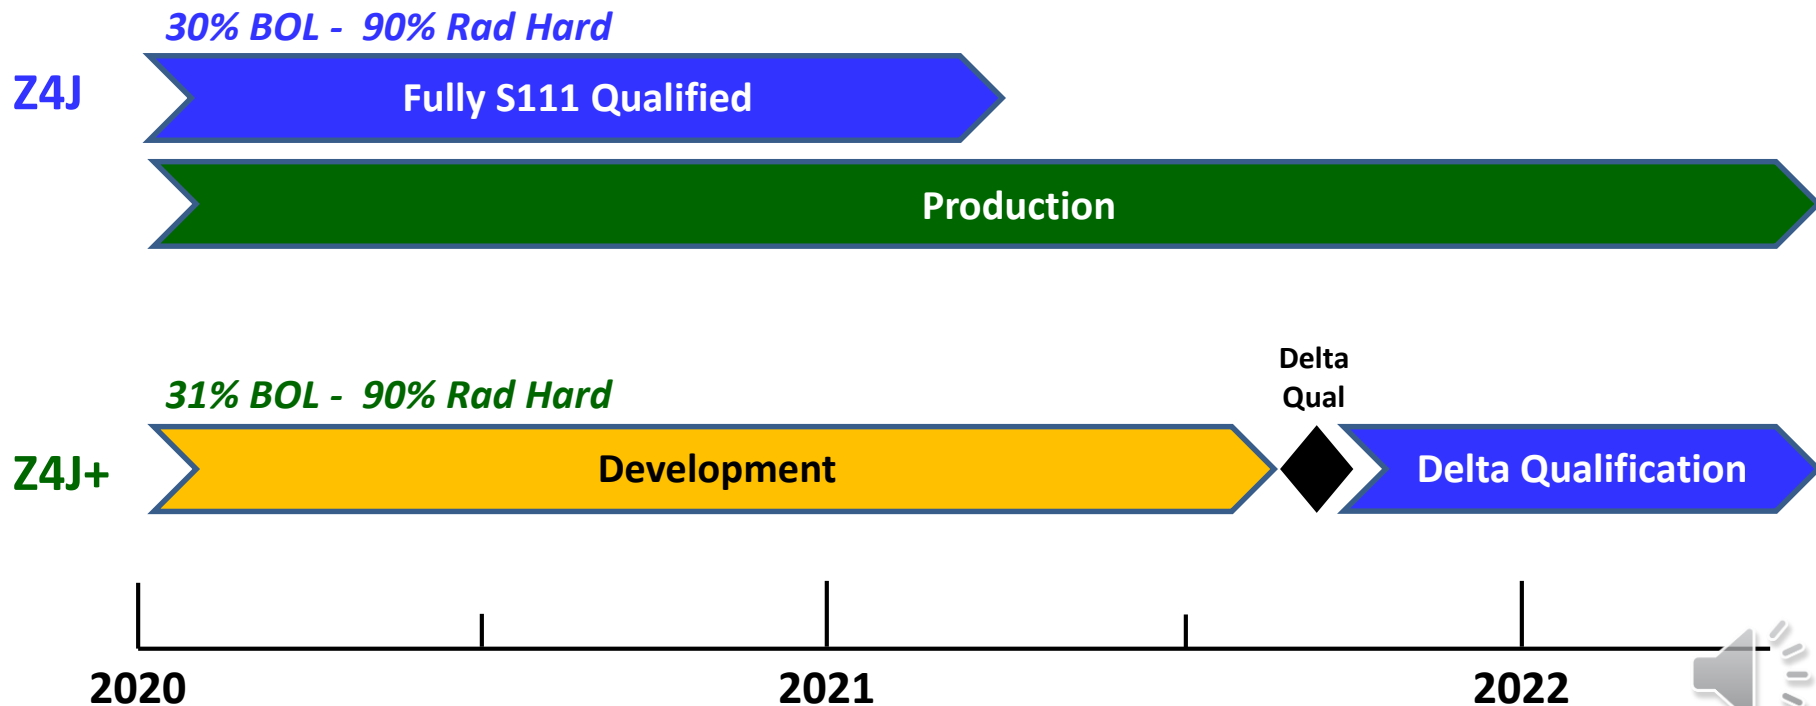 30% BOL -  90% Rad Hard
Z4J
Fully S111 Qualified
Production
Delta
Qual
31% BOL -  90% Rad Hard
Z4J+
Development
Delta Qualification
2020
2021
2022